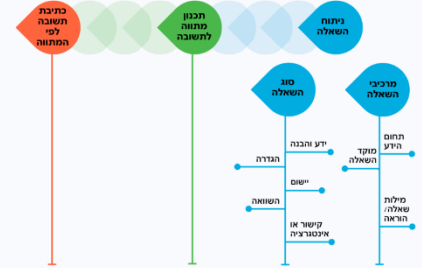 ניתוח
השאלה
תכנון
מתווה
לתשובה
כתיבת
תשובה
לפי
המתווה
מרכיבי
השאלה
תחום
הידע
מוקד
השאלה
מילות
שאלה/
הוראה
סוג
השאלה
ידע והבנה
הגדרה
יישום
השוואה
קישור או
אינטגרציה